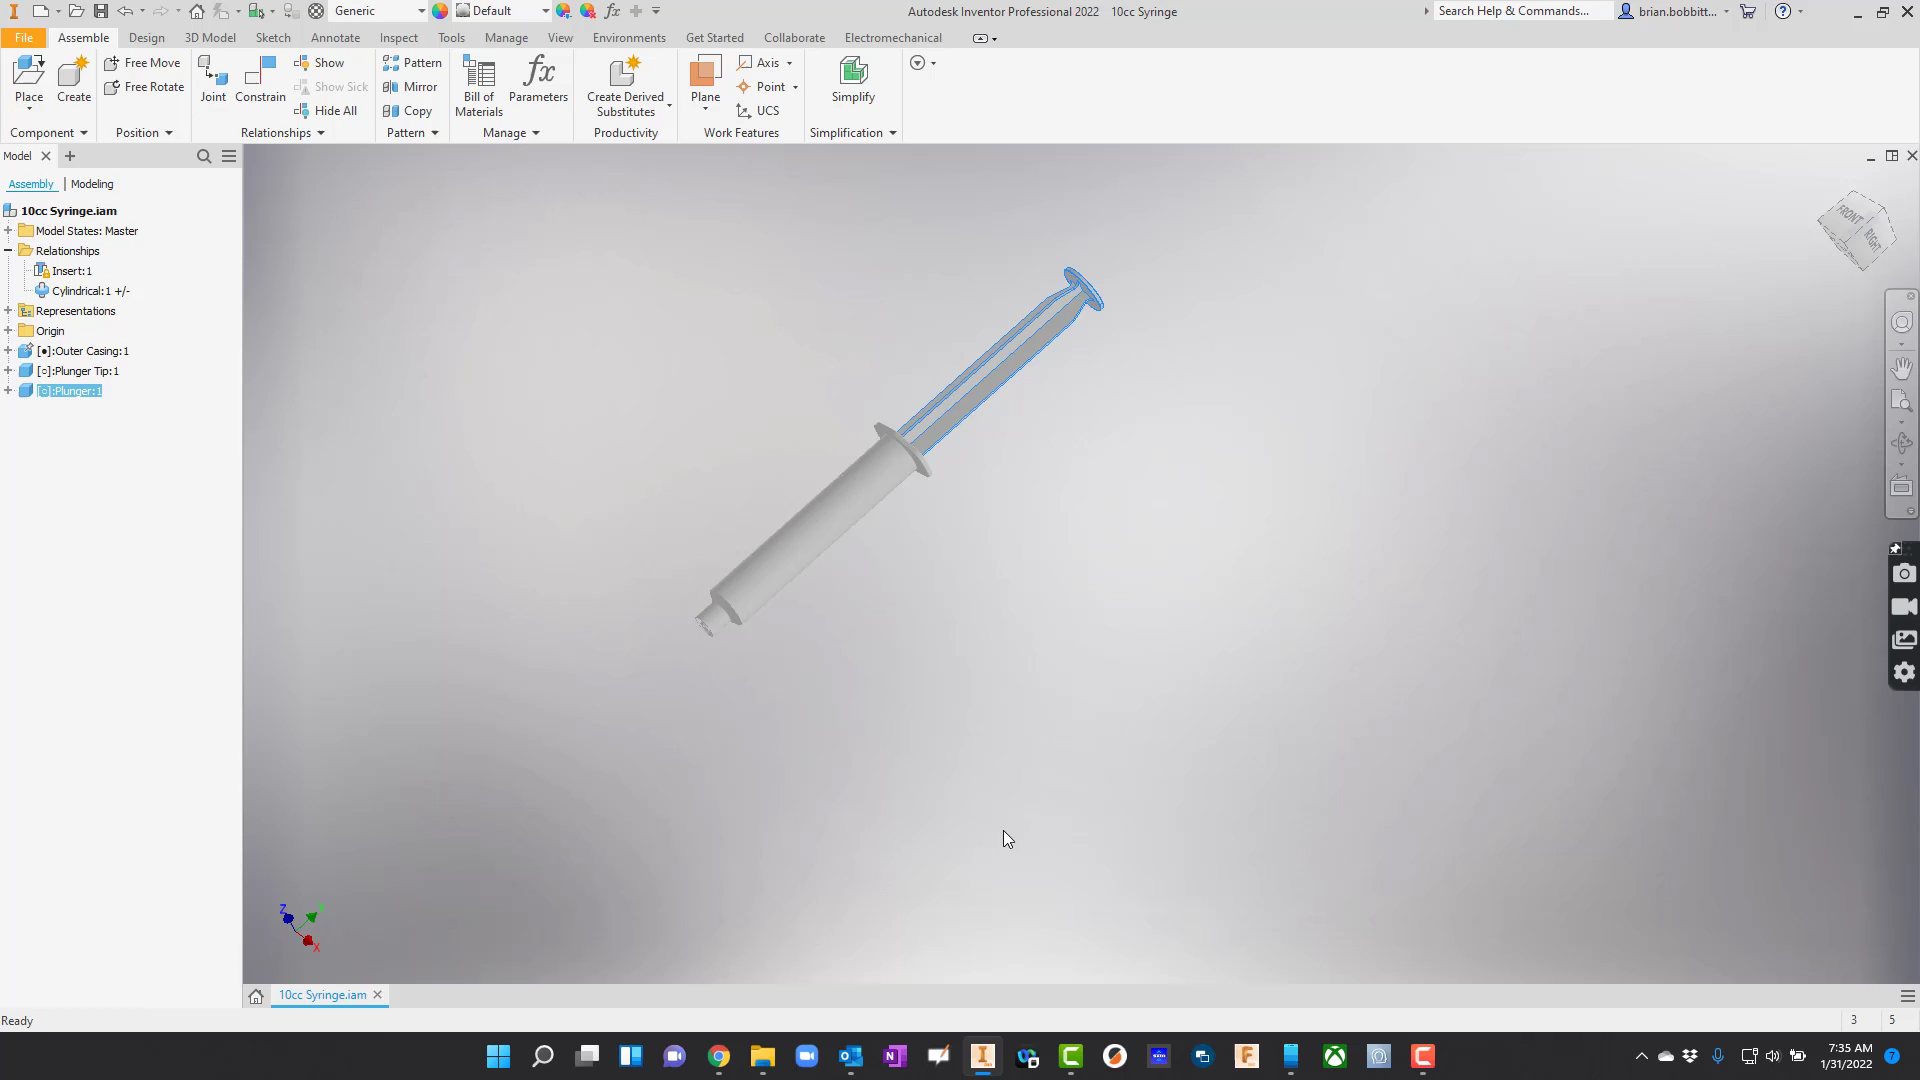 Generic
Default
Autodesk Inventor Professional 2022 10cc Syringe
Search Help & Commands...
brian.bobbitt...
File
Assemble
Design
3D Model
Sketch
Annotate
Inspect
Tools
Manage
View
Environments
Get Started
Collaborate
Electromechanical
Place
Create
Free Move
Free Rotate
Joint
Constrain
Show
Show Sick
Hide All
Pattern
Mirror
Copy
Bill of
Materials
fx
Parameters
Create Derived
Substitutes
Plane
Axis
Point
UCS
Simplify
Component
Position
Relationships
Pattern
Manage
Productivity
Work Features
Simplification
Model
Assembly
Modeling
10cc Syringe.iam
Model States: Master
Relationships
Insert:1
Cylindrical:1 +/-
Representations
Origin
[●]:Outer Casing:1
[○]:Plunger Tip:1
[○]:Plunger:1
FRONT
RIGHT
Z
X
10cc Syringe.iam
Ready
3
5
7:35 AM
1/31/2022
7